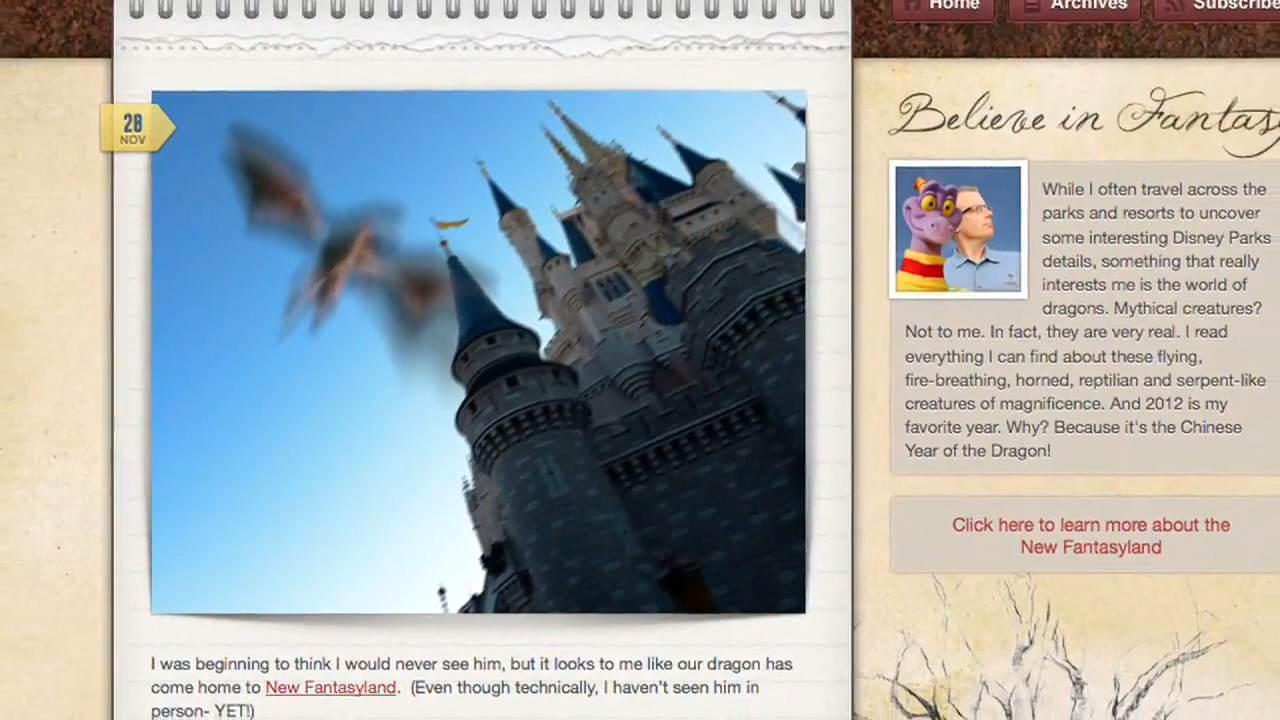 Home
Archives
Subscribe
28
NOV
Believe in Fantas
While I often travel across the
parks and resorts to uncover
some interesting Disney Parks
details, something that really
interests me is the world of
dragons. Mythical creatures?
Not to me. In fact, they are very real. I read
everything I can find about these flying,
fire-breathing, horned, reptilian and serpent-like
creatures of magnificence. And 2012 is my
favorite year. Why? Because it's the Chinese
Year of the Dragon!
Click here to learn more about the
New Fantasyland
I was beginning to think I would never see him, but it looks to me like our dragon has
come home to New Fantasyland. (Even though technically, I haven't seen him in
person- YET!)